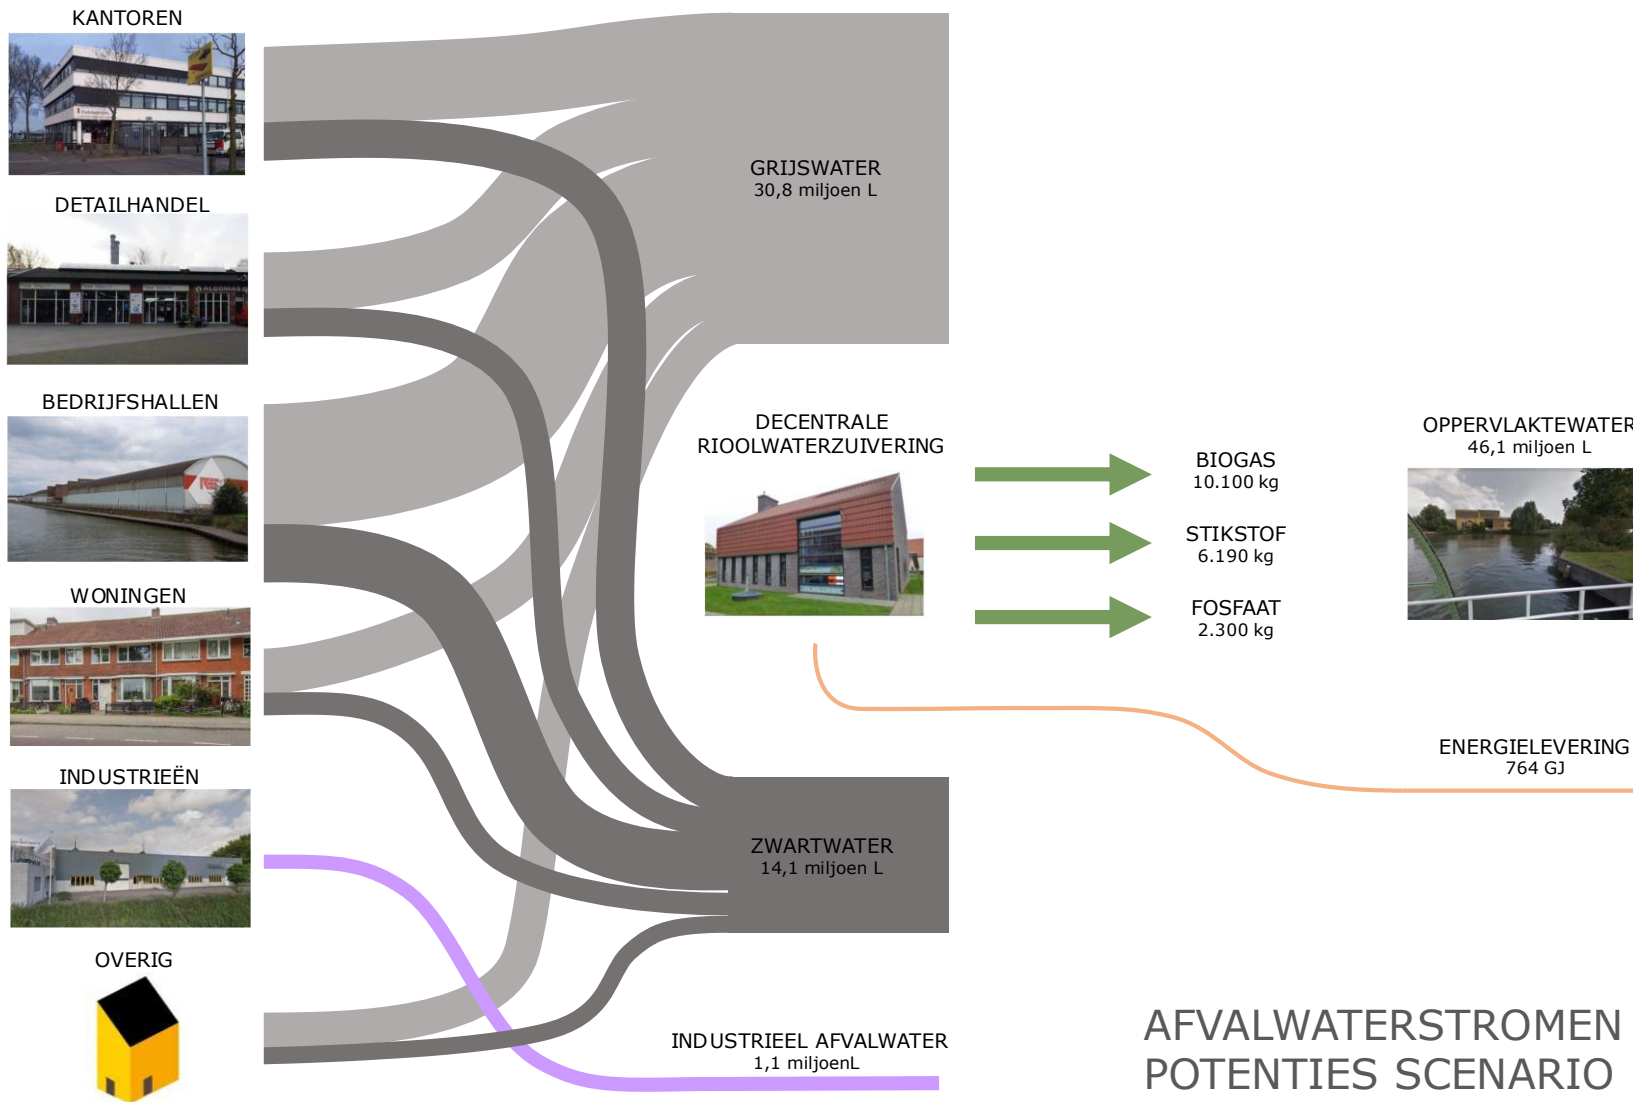 KANTOREN
DETAILHANDEL
ALGOMAS
BEDRIJFSHALLEN
WONINGEN
INDUSTRIEËN
OVERIG
GRIJSWATER
30,8 miljoen L
DECENTRALE
RIOOLWATERZUIVERING
BIOGAS
10.100 kg
STIKSTOF
6.190 kg
FOSFAAT
2.300 kg
OPPERVLAKTEWATER
46,1 miljoen L
ENERGIELEVERING
764 GJ
ZWARTWATER
14,1 miljoen L
INDUSTRIEEL AFVALWATER
1,1 miljoenL
AFVALWATERSTROMEN
POTENTIES SCENARIO